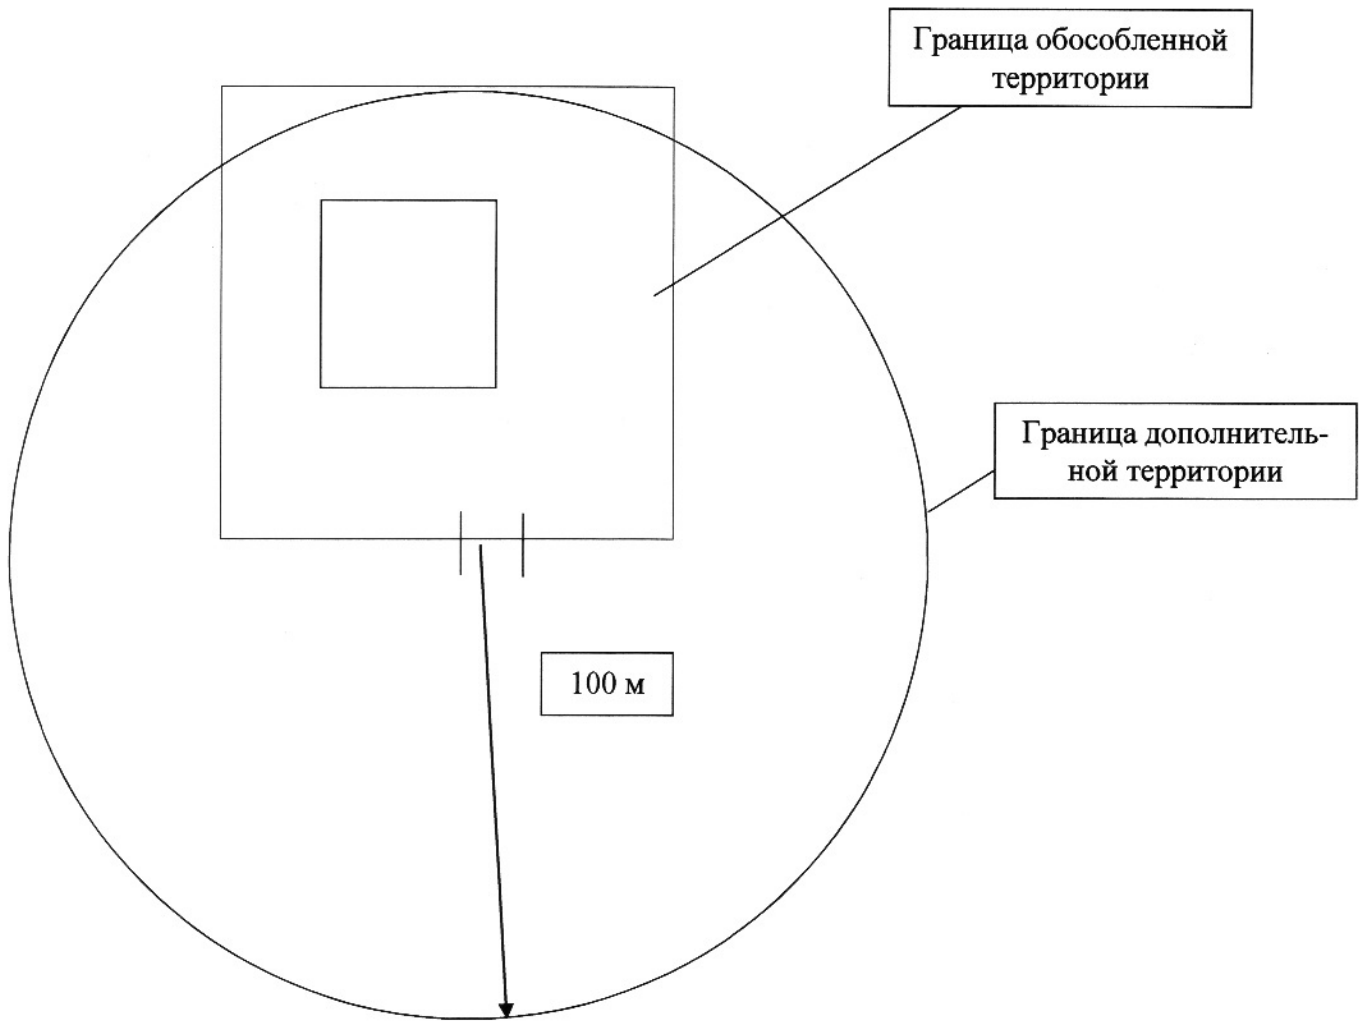 Граница обособленной
территории
Граница дополнитель-
ной территории
100 м